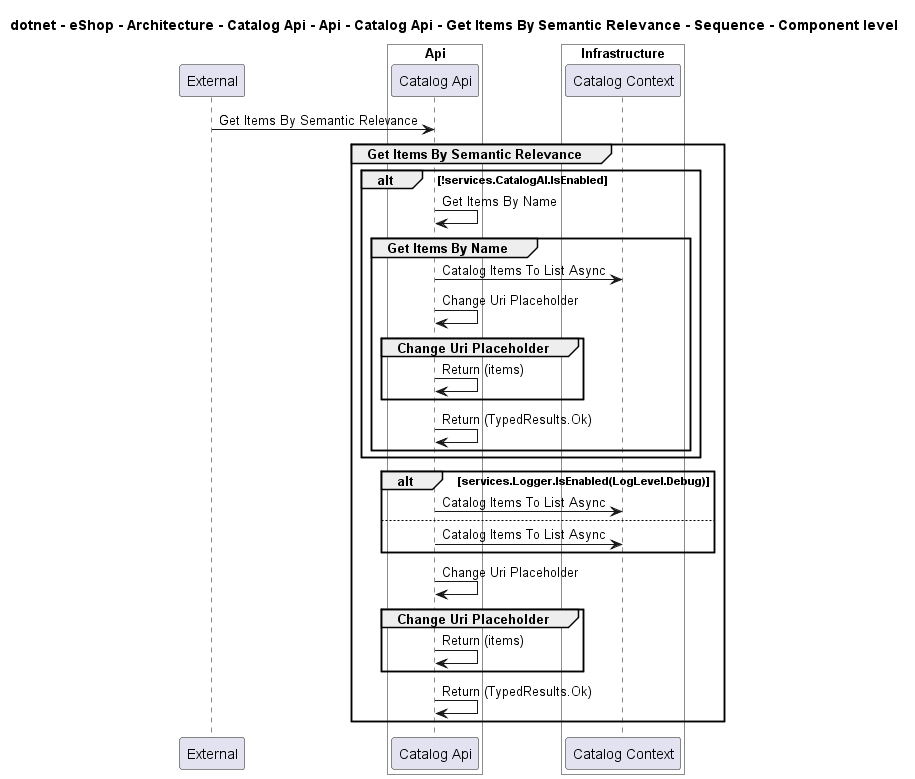 dotnet - eShop - Architecture - Catalog Api - Api - Catalog Api - Get Items By Semantic Relevance - Sequence - Component level
Api
Infrastructure
External
Catalog Api
Catalog Context
Get Items By Semantic Relevance
Get Items By Semantic Relevance
alt
[!services.CatalogAI.IsEnabled]
Get Items By Name
Get Items By Name
Catalog Items To List Async
Change Uri Placeholder
Change Uri Placeholder
Return (items)
Return (TypedResults.Ok)
alt
[services.Logger.IsEnabled(LogLevel.Debug)]
Catalog Items To List Async
Catalog Items To List Async
Change Uri Placeholder
Change Uri Placeholder
Return (items)
Return (TypedResults.Ok)
External
Catalog Api
Catalog Context